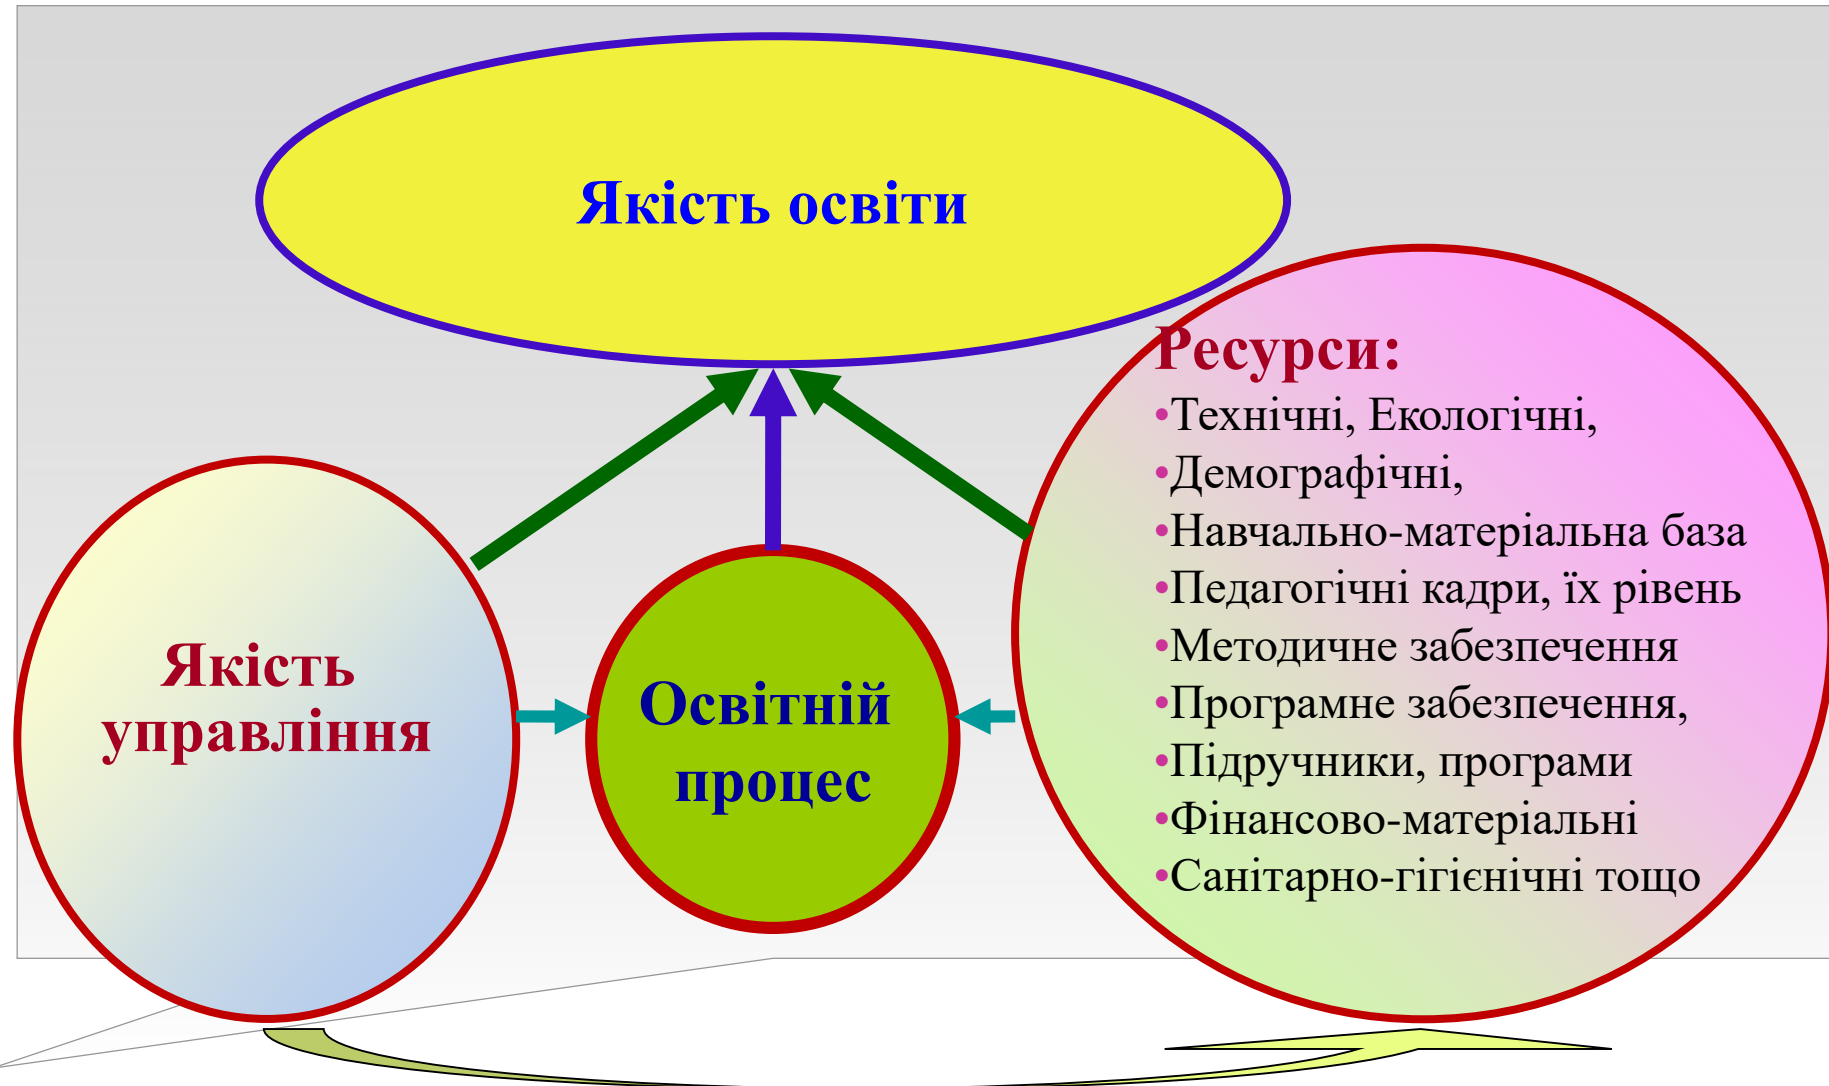 Якість освіти
Ресурси:
•Технічні, Екологічні,
•Демографічні,
•Навчально-матеріальна база
•Педагогічні кадри, їх рівень
•Методичне забезпечення
•Програмне забезпечення,
•Підручники, програми
•Фінансово-матеріальні
•Санітарно-гігієнічні тощо
Якість
управління
Освітній
процес